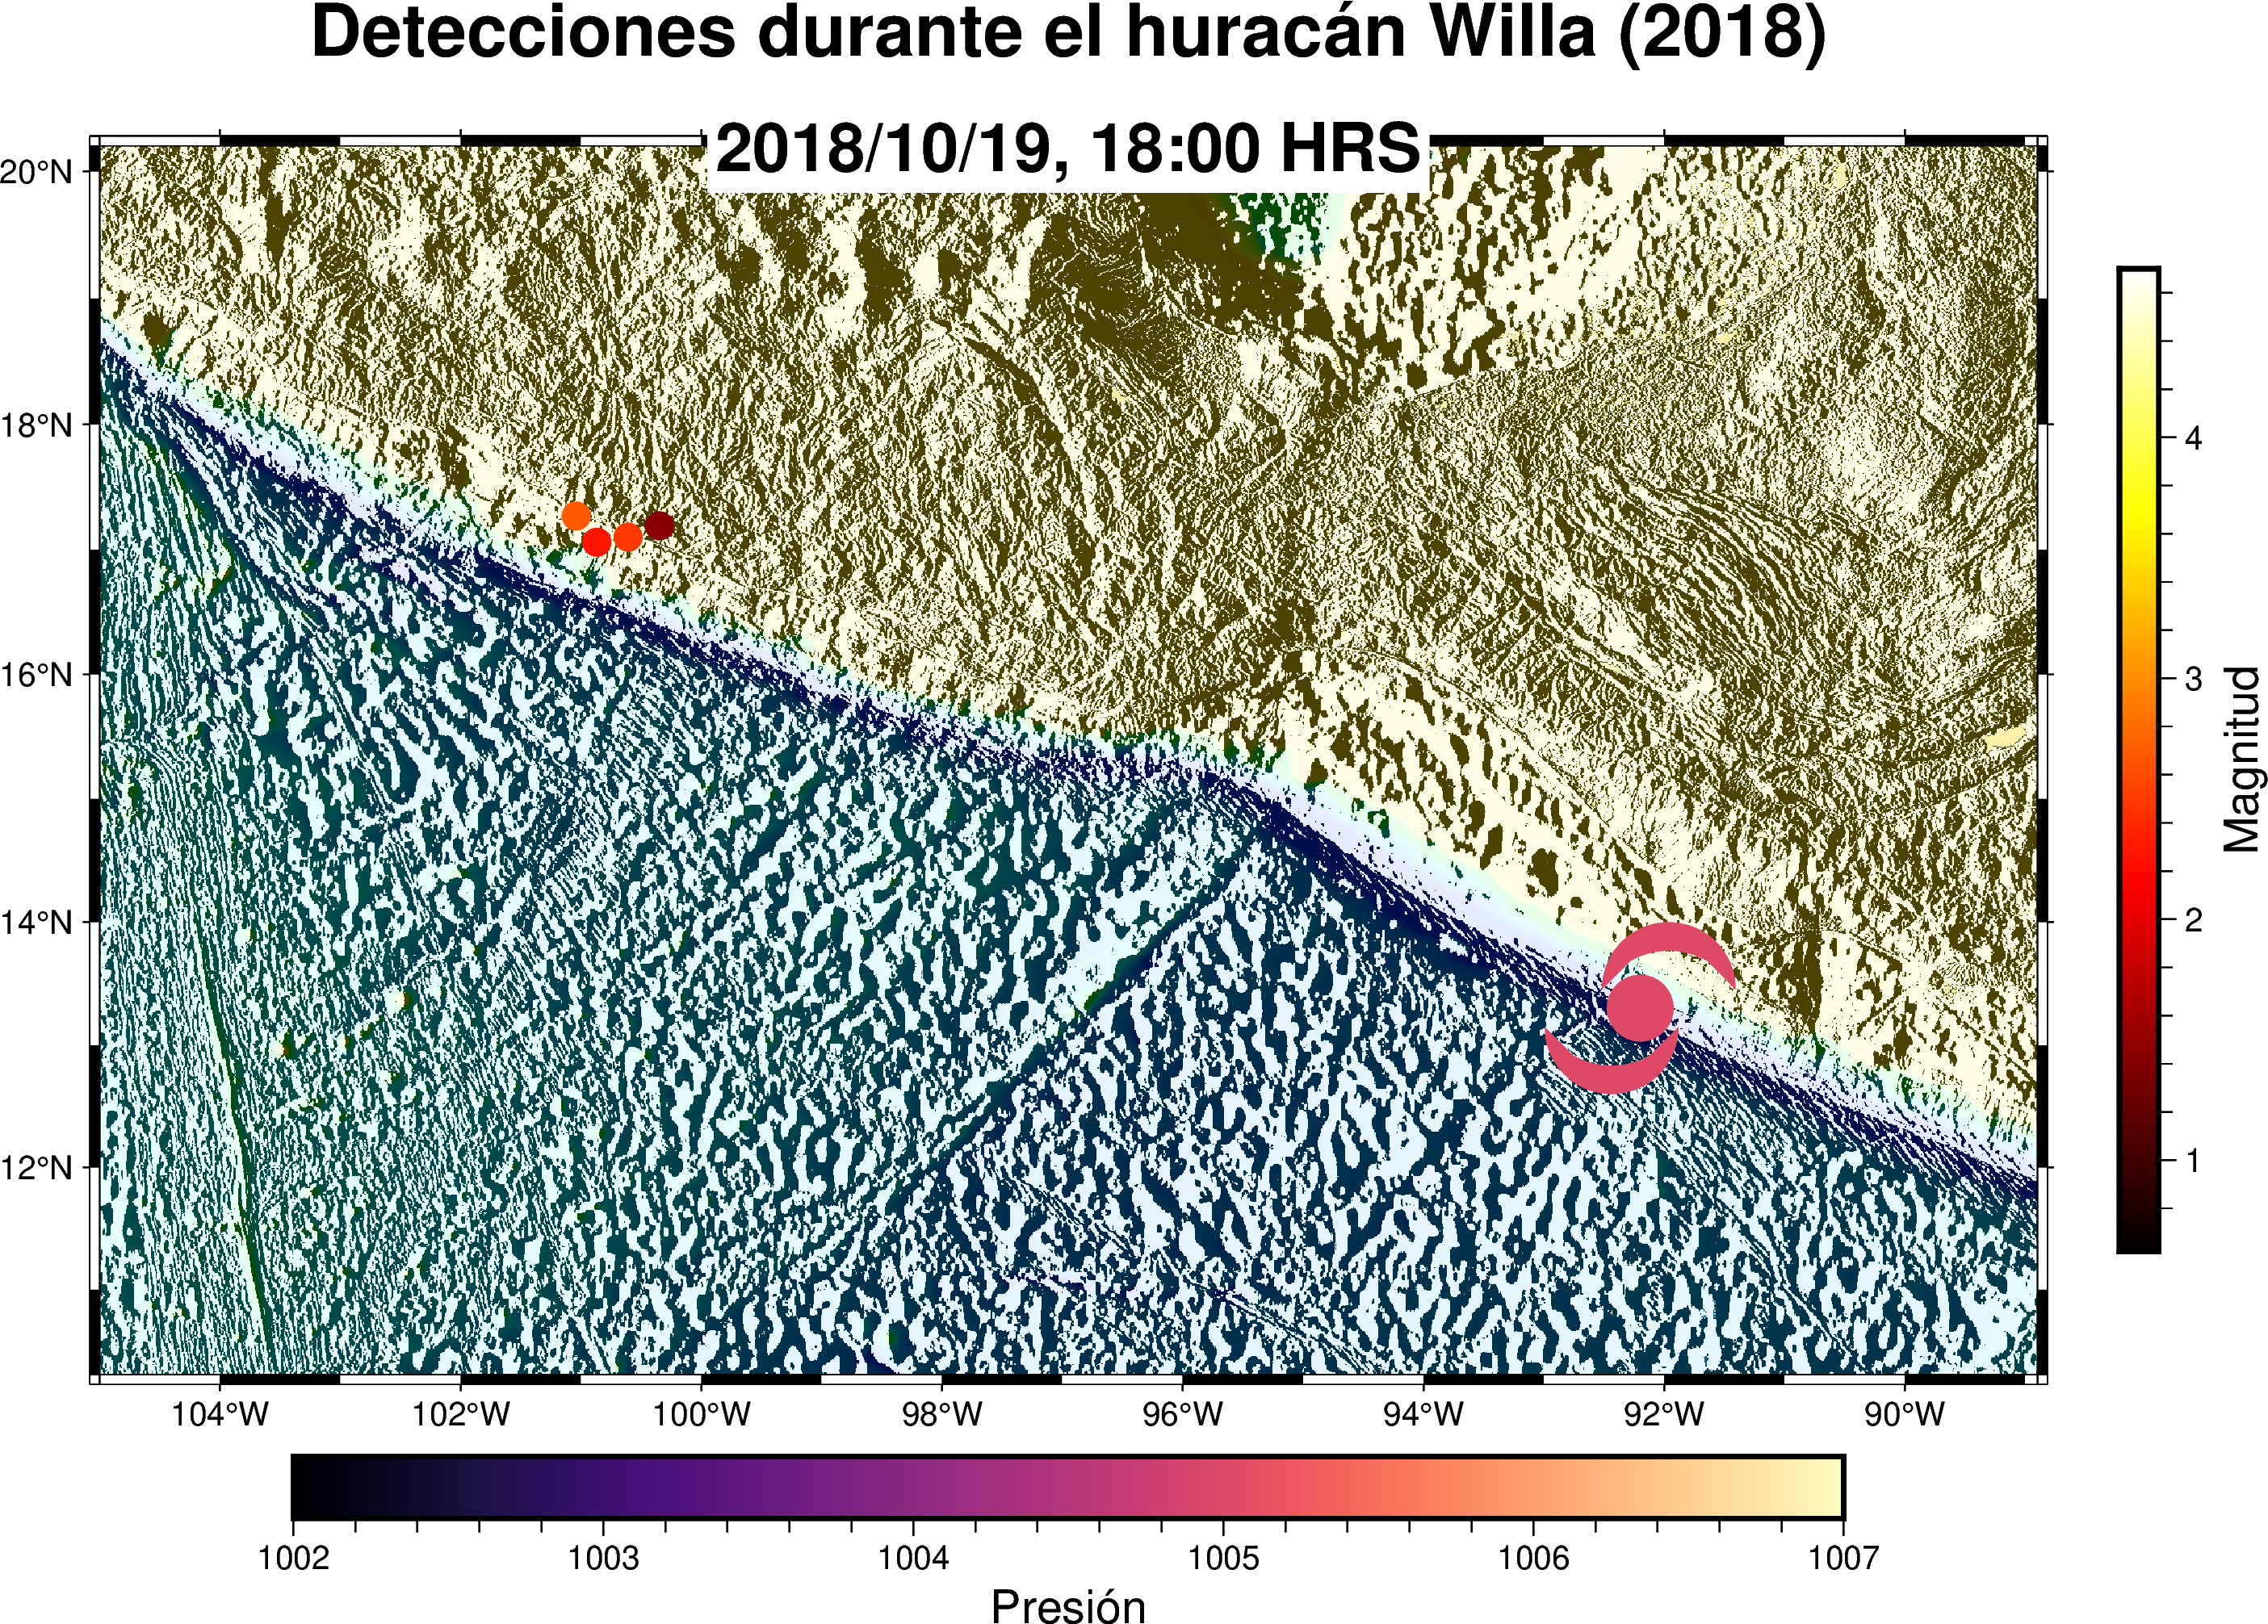 Detecciones durante el huracán Willa (2018)
2018/10/19, 18:00 HRS
20°N
18°N
16°N
14°N
12°N
104°W 102°W 100°W 98°W 96°W 94°W 92°W 90°W
4
3
2
1
Magnitud
1002 1003 1004 1005 1006 1007
Presión